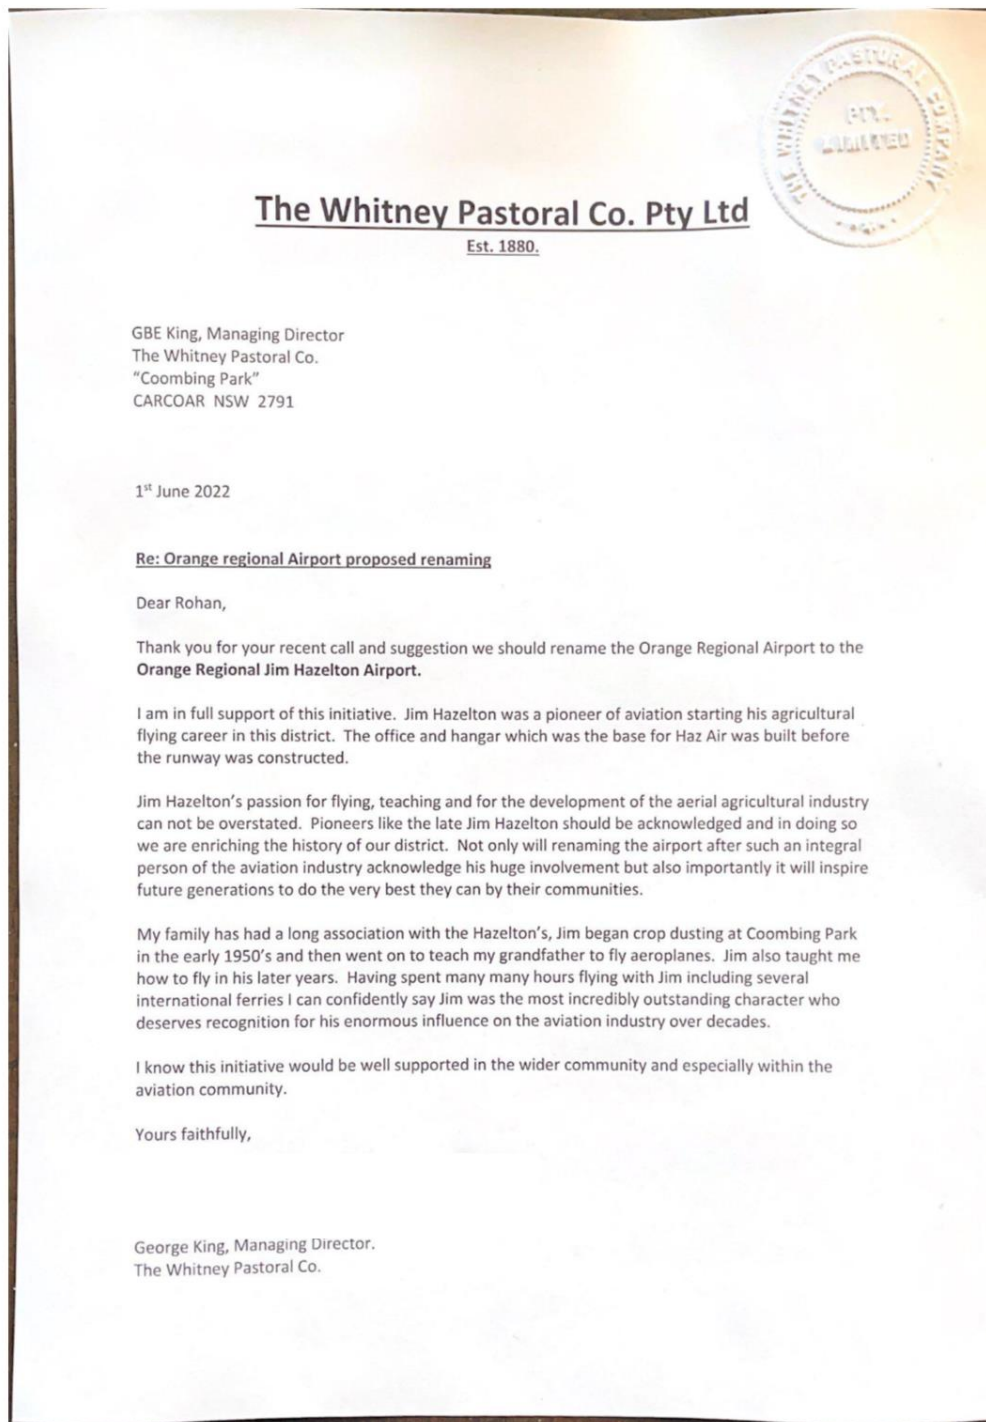 THE WHITNEY PASTORAL COMPANY
PTY.
LIMITED
The Whitney Pastoral Co. Pty Ltd
Est. 1880.
GBE King, Managing Director
The Whitney Pastoral Co.
"Coombing Park"
CARCOAR NSW 2791
1st June 2022
Re: Orange regional Airport proposed renaming
Dear Rohan,
Thank you for your recent call and suggestion we should rename the Orange Regional Airport to the
Orange Regional Jim Hazelton Airport.
I am in full support of this initiative. Jim Hazelton was a pioneer of aviation starting his agricultural
flying career in this district. The office and hangar which was the base for Haz Air was built before
the runway was constructed.
Jim Hazelton's passion for flying, teaching and for the development of the aerial agricultural industry
can not be overstated. Pioneers like the late Jim Hazelton should be acknowledged and in doing so
we are enriching the history of our district. Not only will renaming the airport after such an integral
person of the aviation industry acknowledge his huge involvement but also importantly it will inspire
future generations to do the very best they can by their communities.
My family has had a long association with the Hazelton's, Jim began crop dusting at Coombing Park
in the early 1950's and then went on to teach my grandfather to fly aeroplanes. Jim also taught me
how to fly in his later years. Having spent many many hours flying with Jim including several
international ferries I can confidently say Jim was the most incredibly outstanding character who
deserves recognition for his enormous influence on the aviation industry over decades.
I know this initiative would be well supported in the wider community and especially within the
aviation community.
Yours faithfully,
George King, Managing Director.
The Whitney Pastoral Co.